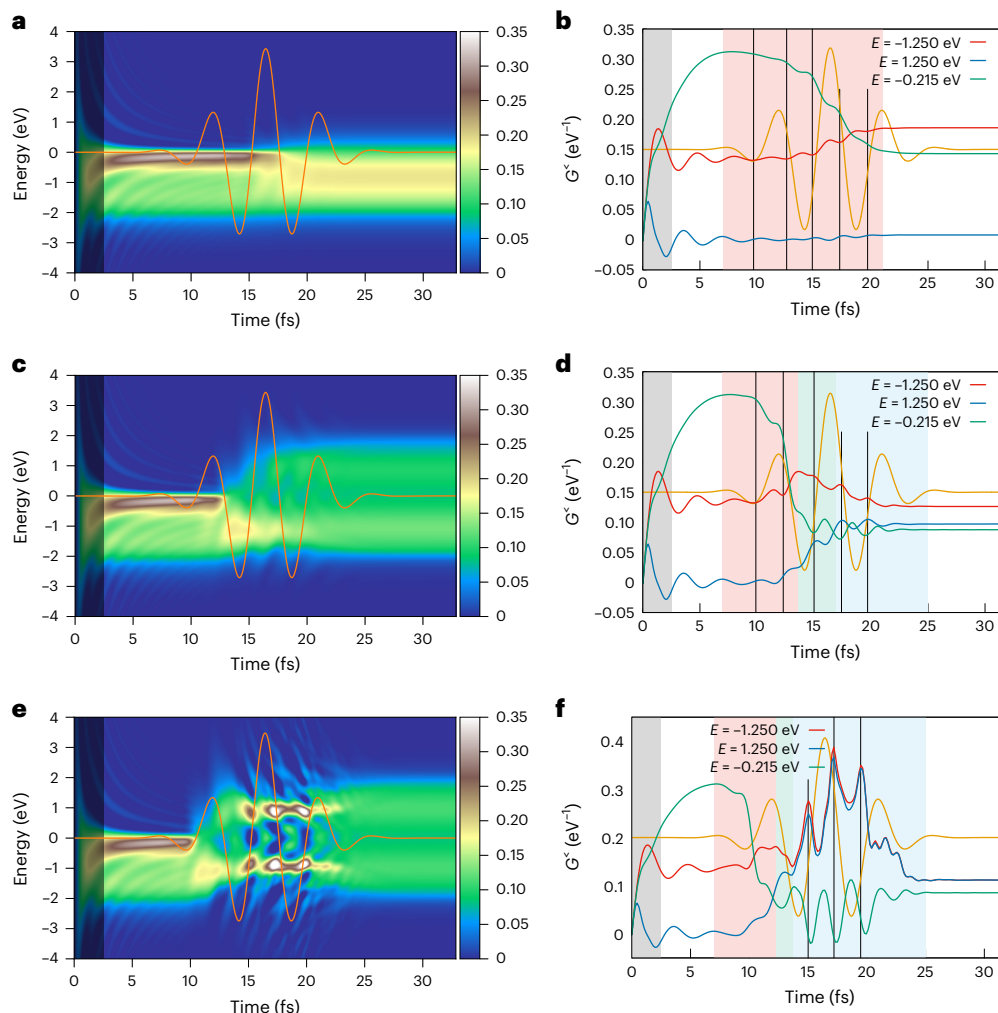 a
4
3
2
1
0
−1
−2
−3
−4
Energy (eV)
0 5 10 15 20 25 30
Time (fs)
0.35
0.30
0.25
0.20
0.15
0.10
0.05
0
b
0.35
0.30
0.25
0.20
0.15
0.10
0.05
0
−0.05
G< (eV−1)
E = −1.250 eV
E = 1.250 eV
E = −0.215 eV
0 5 10 15 20 25 30
Time (fs)
c
4
3
2
1
0
−1
−2
−3
−4
Energy (eV)
0 5 10 15 20 25 30
Time (fs)
0.35
0.30
0.25
0.20
0.15
0.10
0.05
0
d
0.35
0.30
0.25
0.20
0.15
0.10
0.05
0
−0.05
G< (eV−1)
E = −1.250 eV
E = 1.250 eV
E = −0.215 eV
0 5 10 15 20 25 30
Time (fs)
e
4
3
2
1
0
−1
−2
−3
−4
Energy (eV)
0 5 10 15 20 25 30
Time (fs)
0.35
0.30
0.25
0.20
0.15
0.10
0.05
0
f
0.4
0.3
0.2
0.1
0
G< (eV−1)
E = −1.250 eV
E = 1.250 eV
E = −0.215 eV
0 5 10 15 20 25 30
Time (fs)